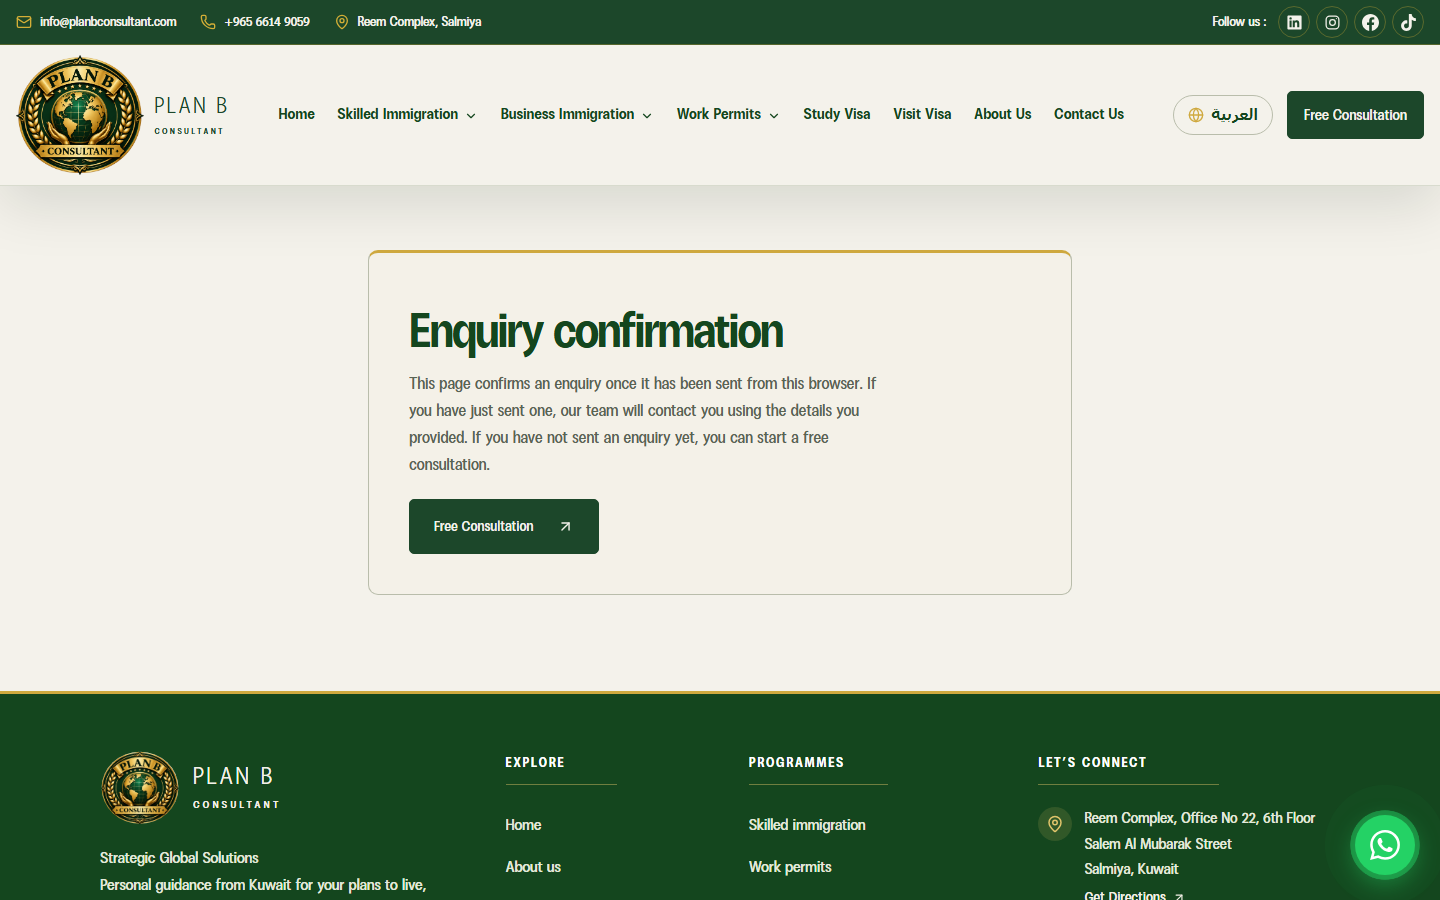 info@planbconsultant.com
+965 6614 9059
Reem Complex, Salmiya
Follow us :
PLAN B
CONSULTANT
PLAN B
CONSULTANT
Home
Skilled Immigration
Business Immigration
Work Permits
Study Visa
Visit Visa
About Us
Contact Us
العربية
Free Consultation
Enquiry confirmation
This page confirms an enquiry once it has been sent from this browser. If
you have just sent one, our team will contact you using the details you
provided. If you have not sent an enquiry yet, you can start a free
consultation.
Free Consultation
PLAN B
CONSULTANT
PLAN B
CONSULTANT
Strategic Global Solutions
Personal guidance from Kuwait for your plans to live,
EXPLORE
Home
About us
PROGRAMMES
Skilled immigration
Work permits
LET'S CONNECT
Reem Complex, Office No 22, 6th Floor
Salem Al Mubarak Street
Salmiya, Kuwait
Get Directions